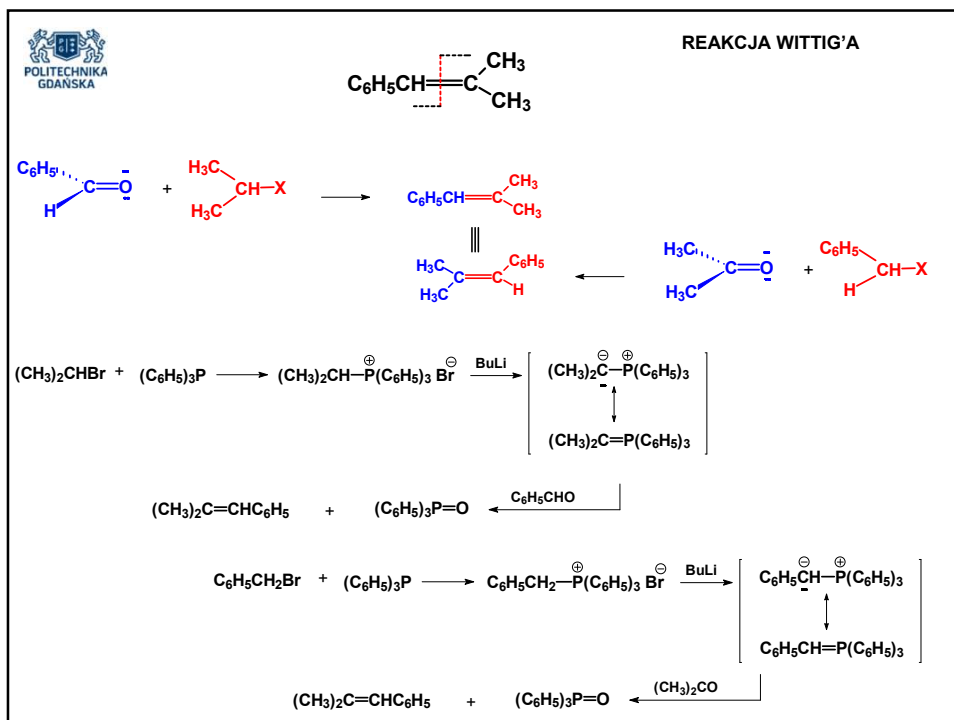 POLITECHNIKA
GDAŃSKA
REAKCJA WITTIG'A
C6H5CH=C
CH3
CH3
C6H5
H
C=O
+
H3C
H3C
CH–X
C6H5CH=C
CH3
CH3
H3C
H3C
C=C
C6H5
H
H3C
H3C
C=O
+
C6H5
H
CH–X
(CH3)2CHBr + (C6H5)3P
(CH3)2CH–P(C6H5)3 Br
⊕ ⊖
BuLi
⊖ ⊕
(CH3)2C–P(C6H5)3
(CH3)2C=P(C6H5)3
C6H5CHO
(CH3)2C=CHC6H5 + (C6H5)3P=O
C6H5CH2Br + (C6H5)3P
C6H5CH2–P(C6H5)3 Br
⊕ ⊖
BuLi
⊖ ⊕
C6H5CH–P(C6H5)3
C6H5CH=P(C6H5)3
(CH3)2CO
(CH3)2C=CHC6H5 + (C6H5)3P=O